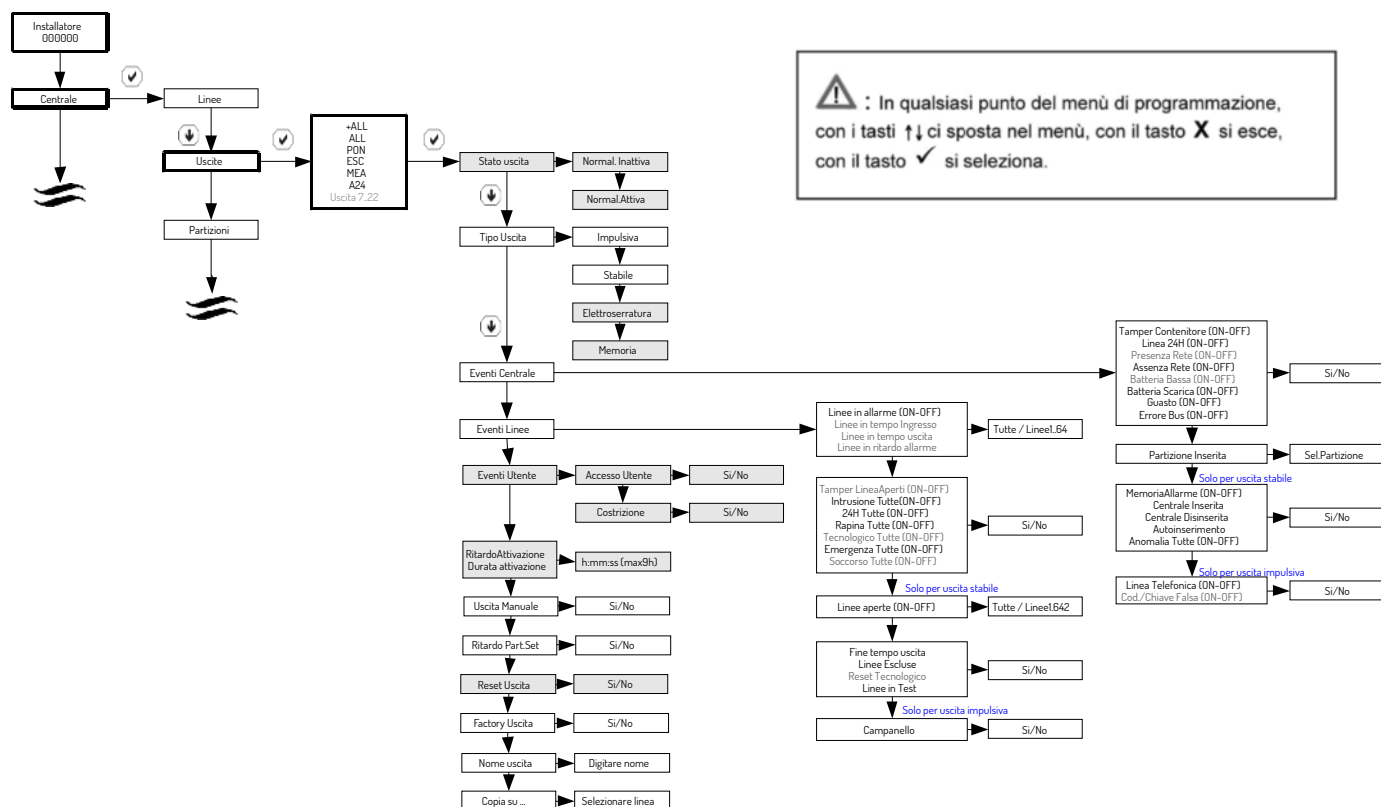 Installatore
000000
Centrale
Linee
Uscite
Partizioni
+ALL
ALL
PON
ESC
MEA
A24
Uscita 7..22
: In qualsiasi punto del menù di programmazione,
con i tasti ↑↓ ci sposta nel menù, con il tasto X si esce,
con il tasto ✓ si seleziona.
Stato uscita
Normal. Inattiva
Normal.Attiva
Tipo Uscita
Impulsiva
Stabile
Elettroserratura
Memoria
Eventi Centrale
Tamper Contenitore (ON-OFF)
Linea 24H (ON-OFF)
Presenza Rete (ON-OFF)
Assenza Rete (ON-OFF)
Batteria Bassa (ON-OFF)
Batteria Scarica (ON-OFF)
Guasto (ON-OFF)
Errore Bus (ON-OFF)
Si/No
Partizione Inserita
Sel.Partizione
Solo per uscita stabile
MemoriaAllarme (ON-OFF)
Centrale Inserita
Centrale Disinserita
Autoinserimento
Anomalia Tutte (ON-OFF)
Si/No
Solo per uscita impulsiva
Linea Telefonica (ON-OFF)
Cod./Chiave Falsa (ON-OFF)
Si/No
Eventi Linee
Linee in allarme (ON-OFF)
Linee in tempo Ingresso
Linee in tempo uscita
Linee in ritardo allarme
Tutte / Linee1..64
Tamper LineaAperti (ON-OFF)
Intrusione Tutte(ON-OFF)
24H Tutte (ON-OFF)
Rapina Tutte (ON-OFF)
Tecnologico Tutte (ON-OFF)
Emergenza Tutte (ON-OFF)
Soccorso Tutte (ON-OFF)
Si/No
Solo per uscita stabile
Linee aperte (ON-OFF)
Tutte / Linee1.642
Fine tempo uscita
Linee Escluse
Reset Tecnologico
Linee in Test
Si/No
Solo per uscita impulsiva
Campanello
Si/No
Eventi Utente
Accesso Utente
Si/No
Costrizione
Si/No
RitardoAttivazione
Durata attivazione
h:mm:ss (max9h)
Uscita Manuale
Si/No
Ritardo Part.Set
Si/No
Reset Uscita
Si/No
Factory Uscita
Si/No
Nome uscita
Digitare nome
Copia su ...
Selezionare linea